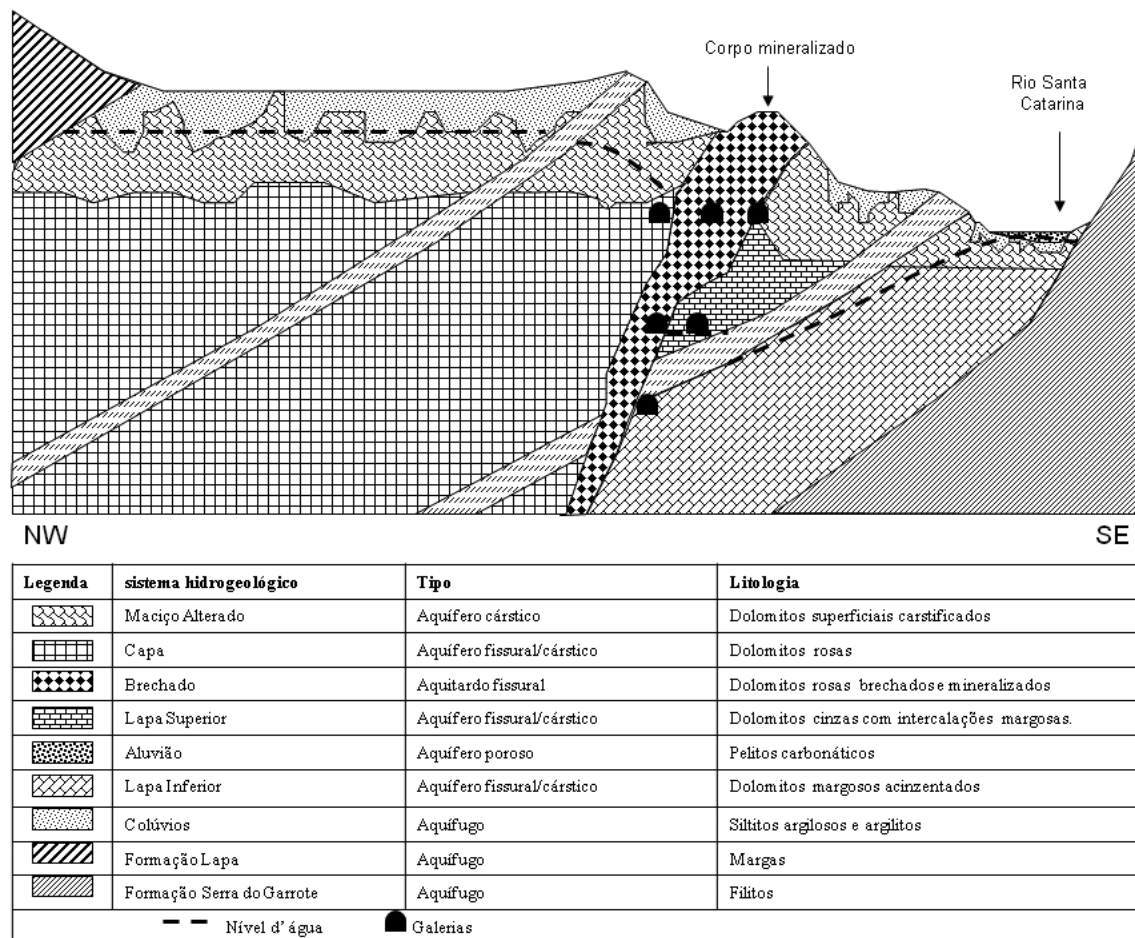 Corpo mineralizado
Rio Santa
Catarina
NW
SE
Legenda sistema hidrogeológico Tipo Litologia
Maciço Alterado Aquífero cárstico Dolomitos superficiais carstificados
Capa Aquífero fissural/cárstico Dolomitos rosas
Brechado Aquitardo fissural Dolomitos rosas brechados e mineralizados
Lapa Superior Aquífero fissural/cárstico Dolomitos cinzas com intercalações margosas.
Aluvião Aquífero poroso Pelitos carbonáticos
Lapa Inferior Aquífero fissural/cárstico Dolomitos margosos acinzentados
Colúvios Aquífugo Siltitos argilosos e argilitos
Formação Lapa Aquífugo Margas
Formação Serra do Garrote Aquífugo Filitos
Nível d' água Galerias